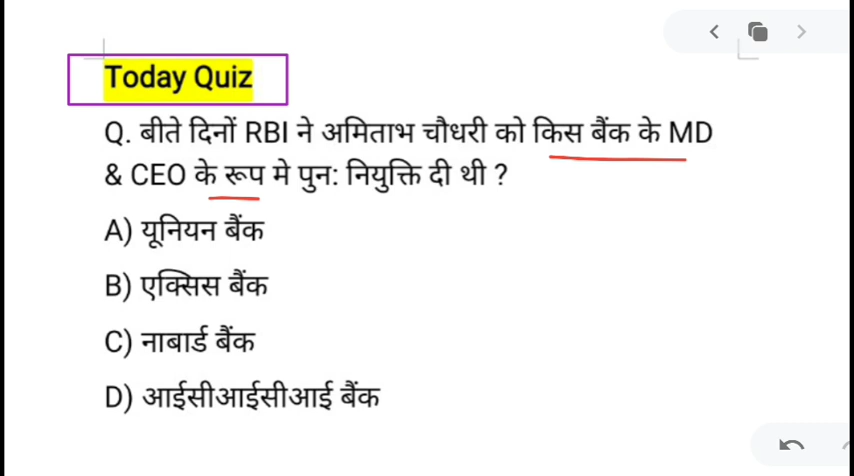 Today Quiz
Q. बीते दिनों RBI ने अमिताभ चौधरी को किस बैंक के MD
& CEO के रूप मे पुन: नियुक्ति दी थी ?
A) यूनियन बैंक
B) एक्सिस बैंक
C) नाबार्ड बैंक
D) आईसीआईसीआई बैंक